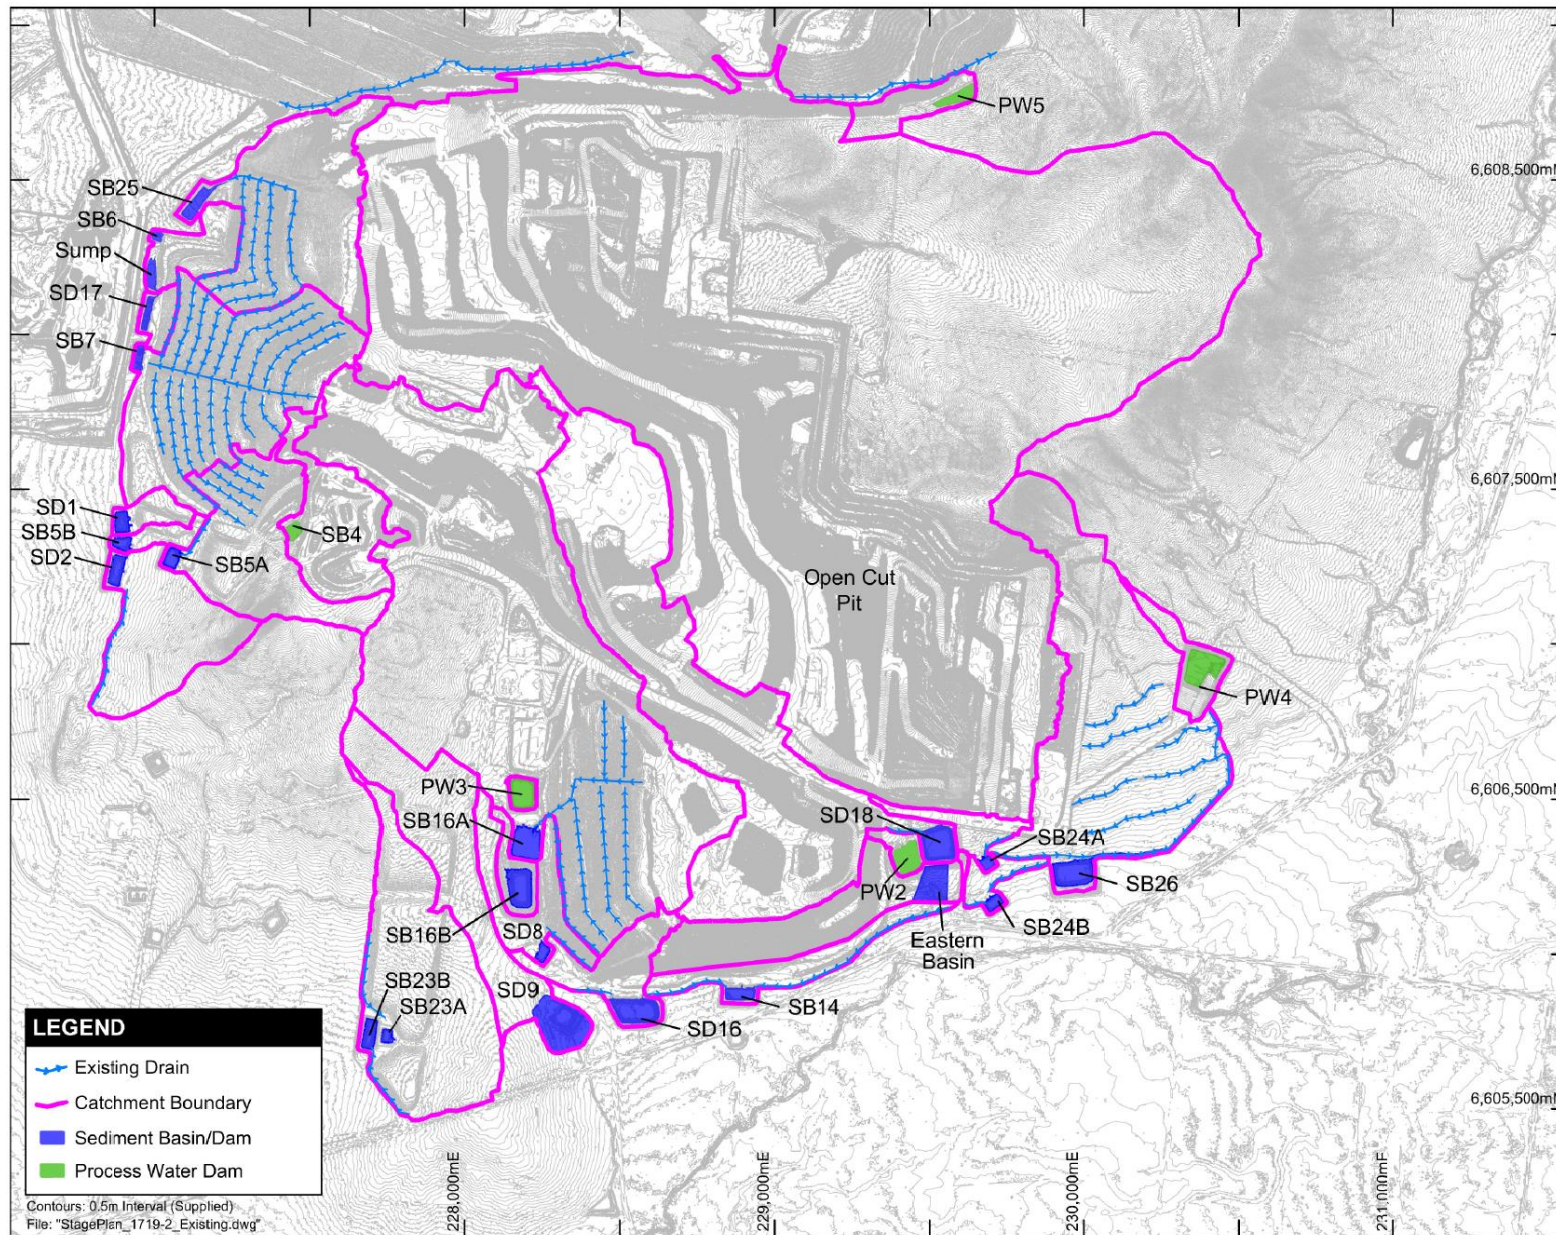 PW5
6,608,500mN
SB25
SB6
Sump
SD17
SB7
6,607,500mN
SD1
SB5B
SD2
SB5A
SB4
Open Cut
Pit
PW4
6,606,500mN
PW3
SB16A
SD18
SB24A
SB26
PW2
SB16B
SD8
SB24B
Eastern
Basin
SB23B
SB23A
SD9
SD16
SB14
6,605,500mN
LEGEND
Existing Drain
Catchment Boundary
Sediment Basin/Dam
Process Water Dam
228,000mE
229,000mE
230,000mE
231,000mE
Contours: 0.5m Interval (Supplied)
File: "StagePlan_1719-2_Existing.dwg"